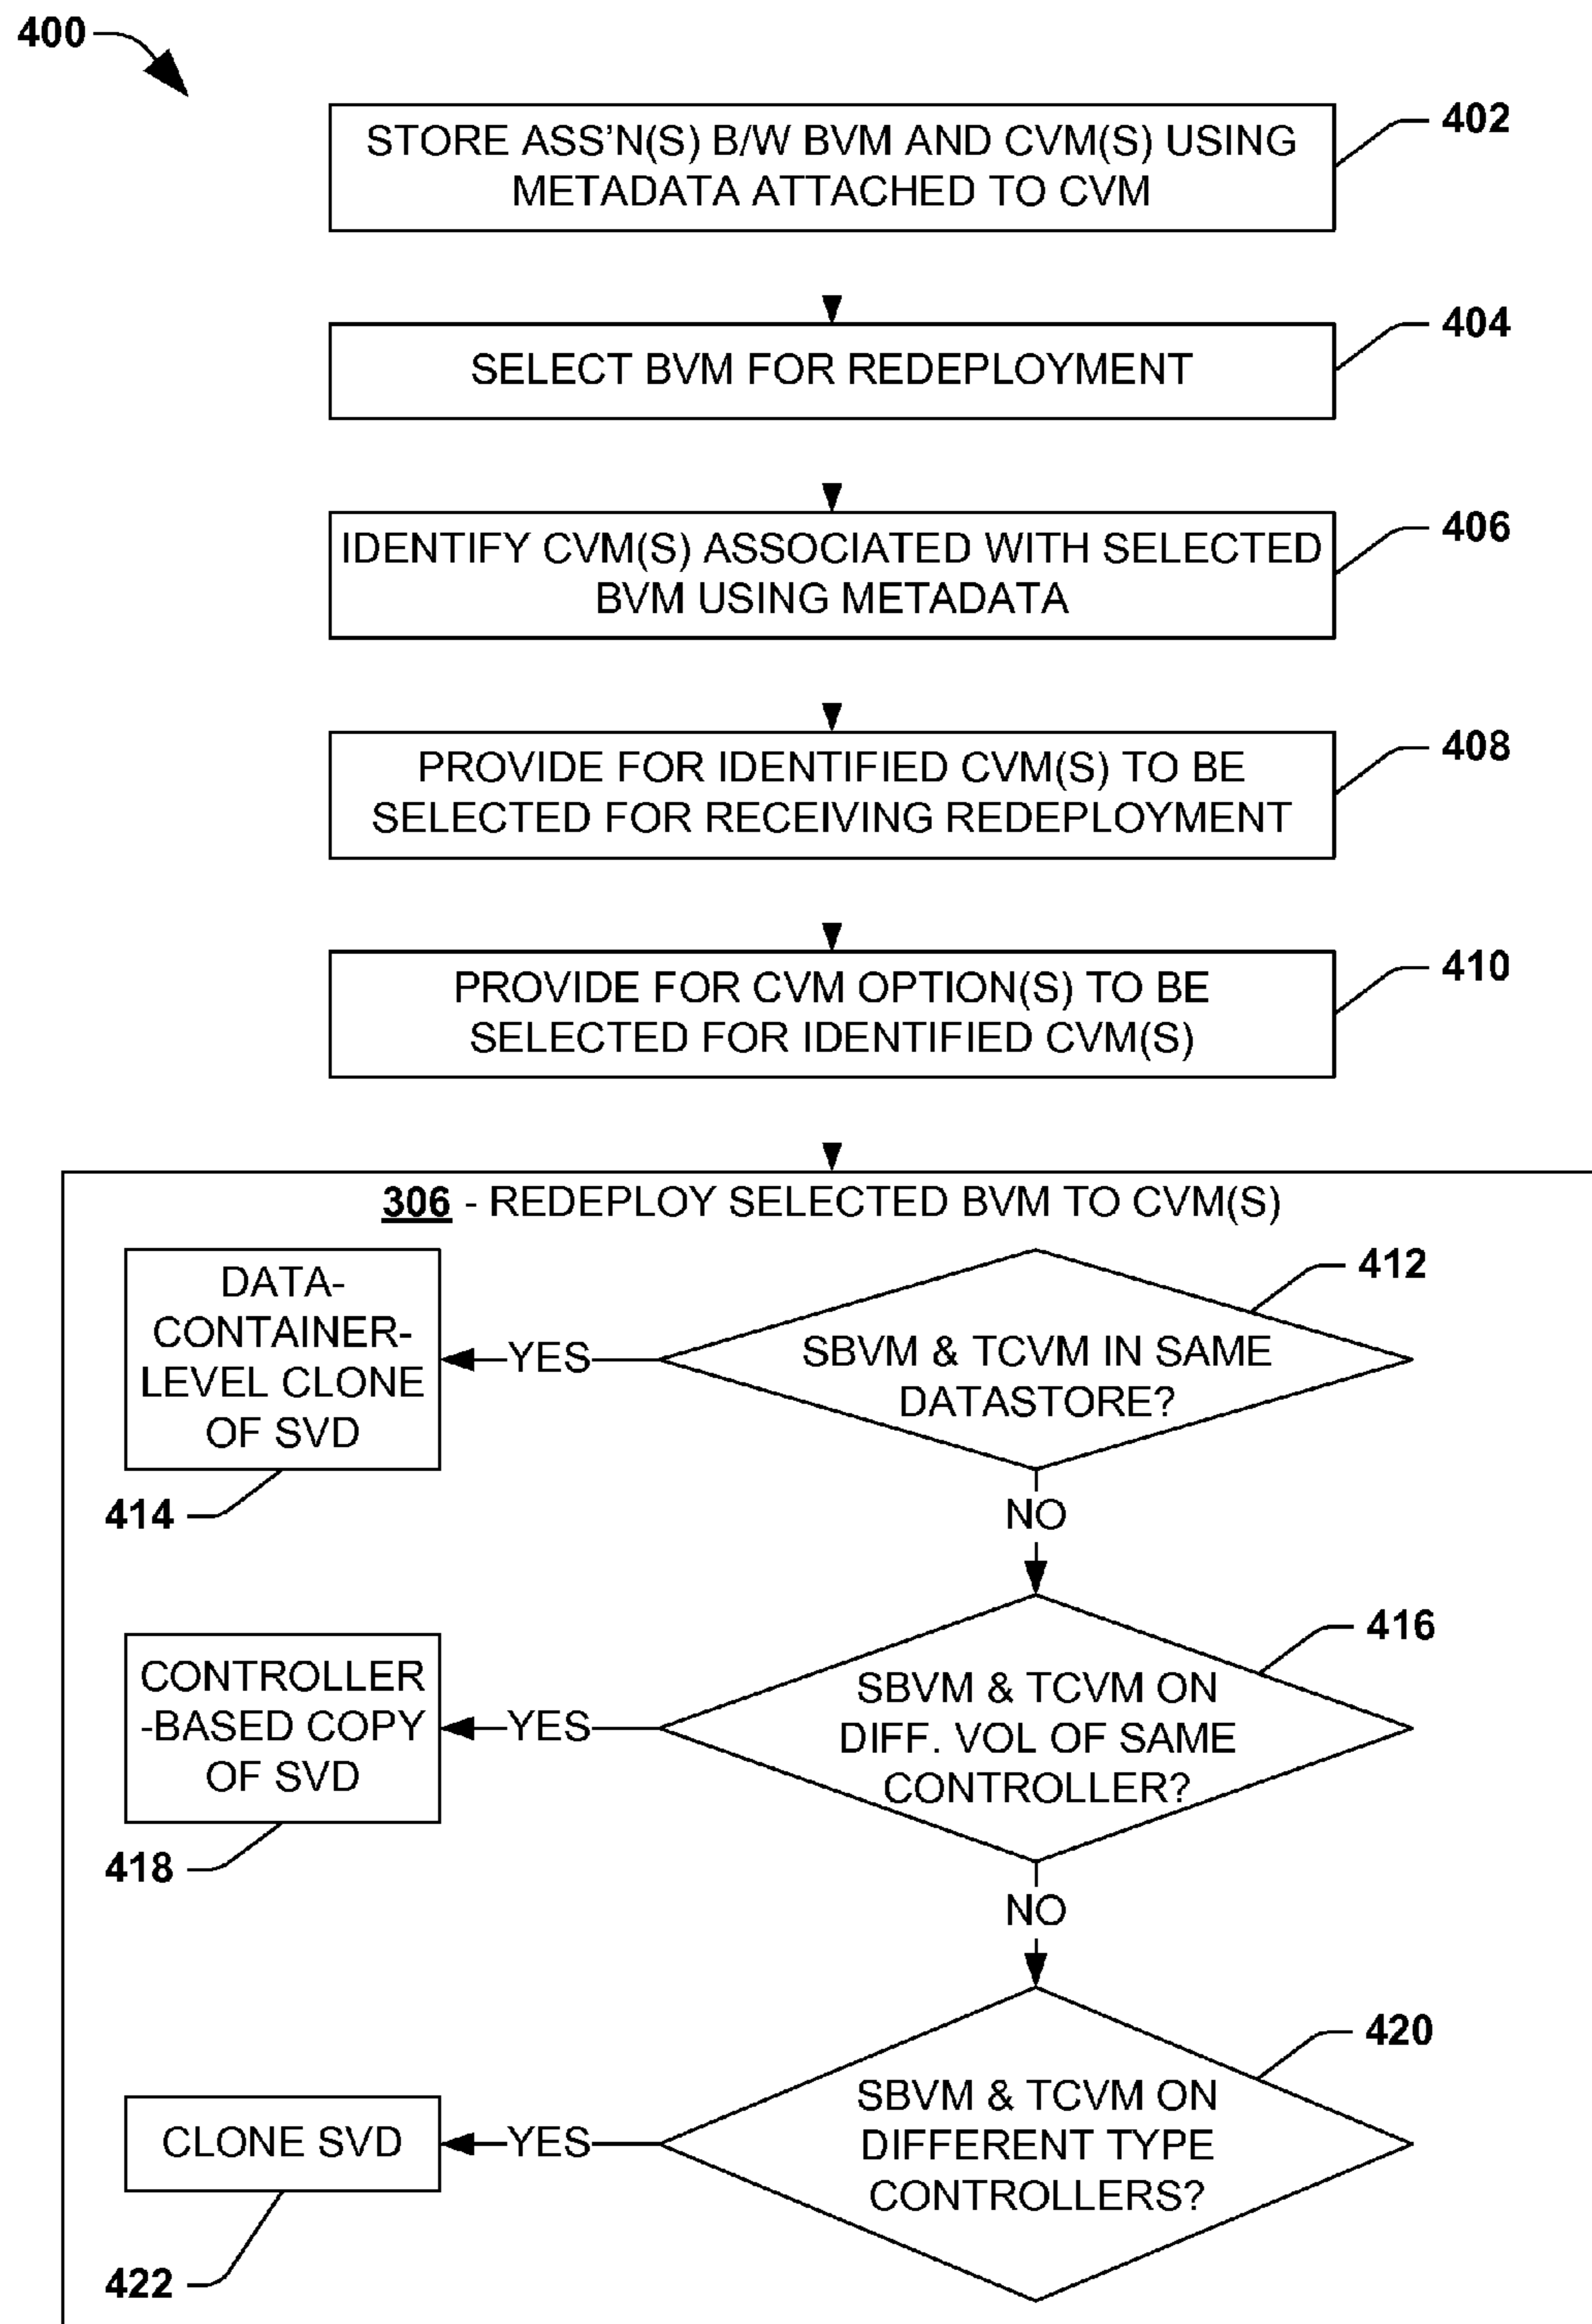 400
STORE ASS'N(S) B/W BVM AND CVM(S) USING
METADATA ATTACHED TO CVM
402
SELECT BVM FOR REDEPLOYMENT
404
IDENTIFY CVM(S) ASSOCIATED WITH SELECTED
BVM USING METADATA
406
PROVIDE FOR IDENTIFIED CVM(S) TO BE
SELECTED FOR RECEIVING REDEPLOYMENT
408
PROVIDE FOR CVM OPTION(S) TO BE
SELECTED FOR IDENTIFIED CVM(S)
410
306 - REDEPLOY SELECTED BVM TO CVM(S)
SBVM & TCVM IN SAME
DATASTORE?
412
YES
DATA-
CONTAINER-
LEVEL CLONE
OF SVD
414
NO
SBVM & TCVM ON
DIFF. VOL OF SAME
CONTROLLER?
416
YES
CONTROLLER
-BASED COPY
OF SVD
418
NO
SBVM & TCVM ON
DIFFERENT TYPE
CONTROLLERS?
420
YES
CLONE SVD
422